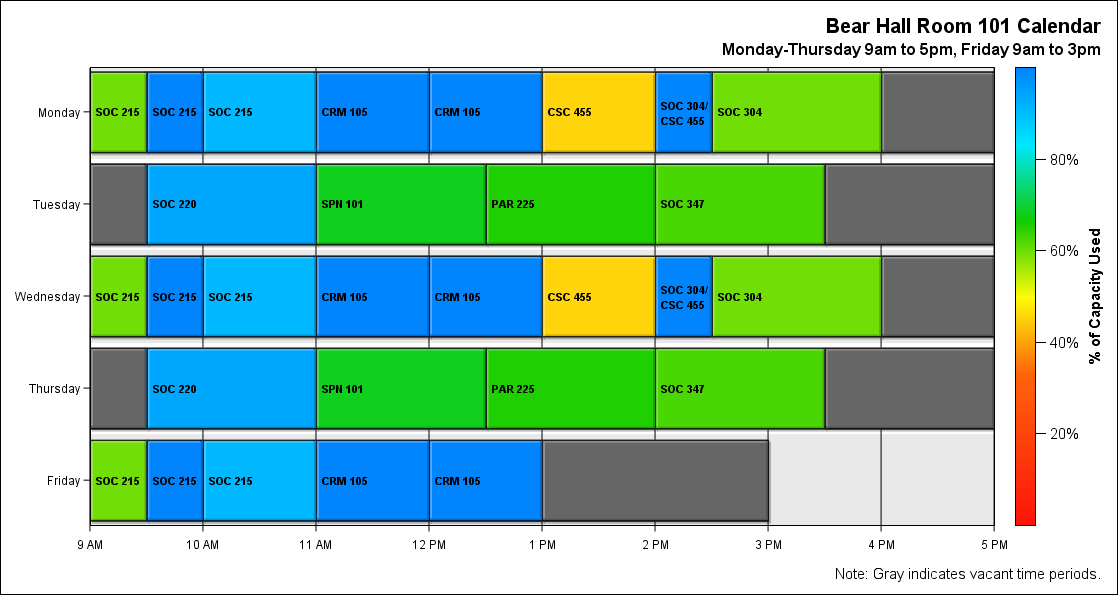 Bear Hall Room 101 Calendar
Monday-Thursday 9am to 5pm, Friday 9am to 3pm
Monday
SOC 215
SOC 215
SOC 215
CRM 105
CRM 105
CSC 455
SOC 304/
CSC 455
SOC 304
Tuesday
SOC 220
SPN 101
PAR 225
SOC 347
Wednesday
SOC 215
SOC 215
SOC 215
CRM 105
CRM 105
CSC 455
SOC 304/
CSC 455
SOC 304
Thursday
SOC 220
SPN 101
PAR 225
SOC 347
Friday
SOC 215
SOC 215
SOC 215
CRM 105
CRM 105
9 AM
10 AM
11 AM
12 PM
1 PM
2 PM
3 PM
4 PM
5 PM
80%
60%
40%
20%
% of Capacity Used
Note: Gray indicates vacant time periods.